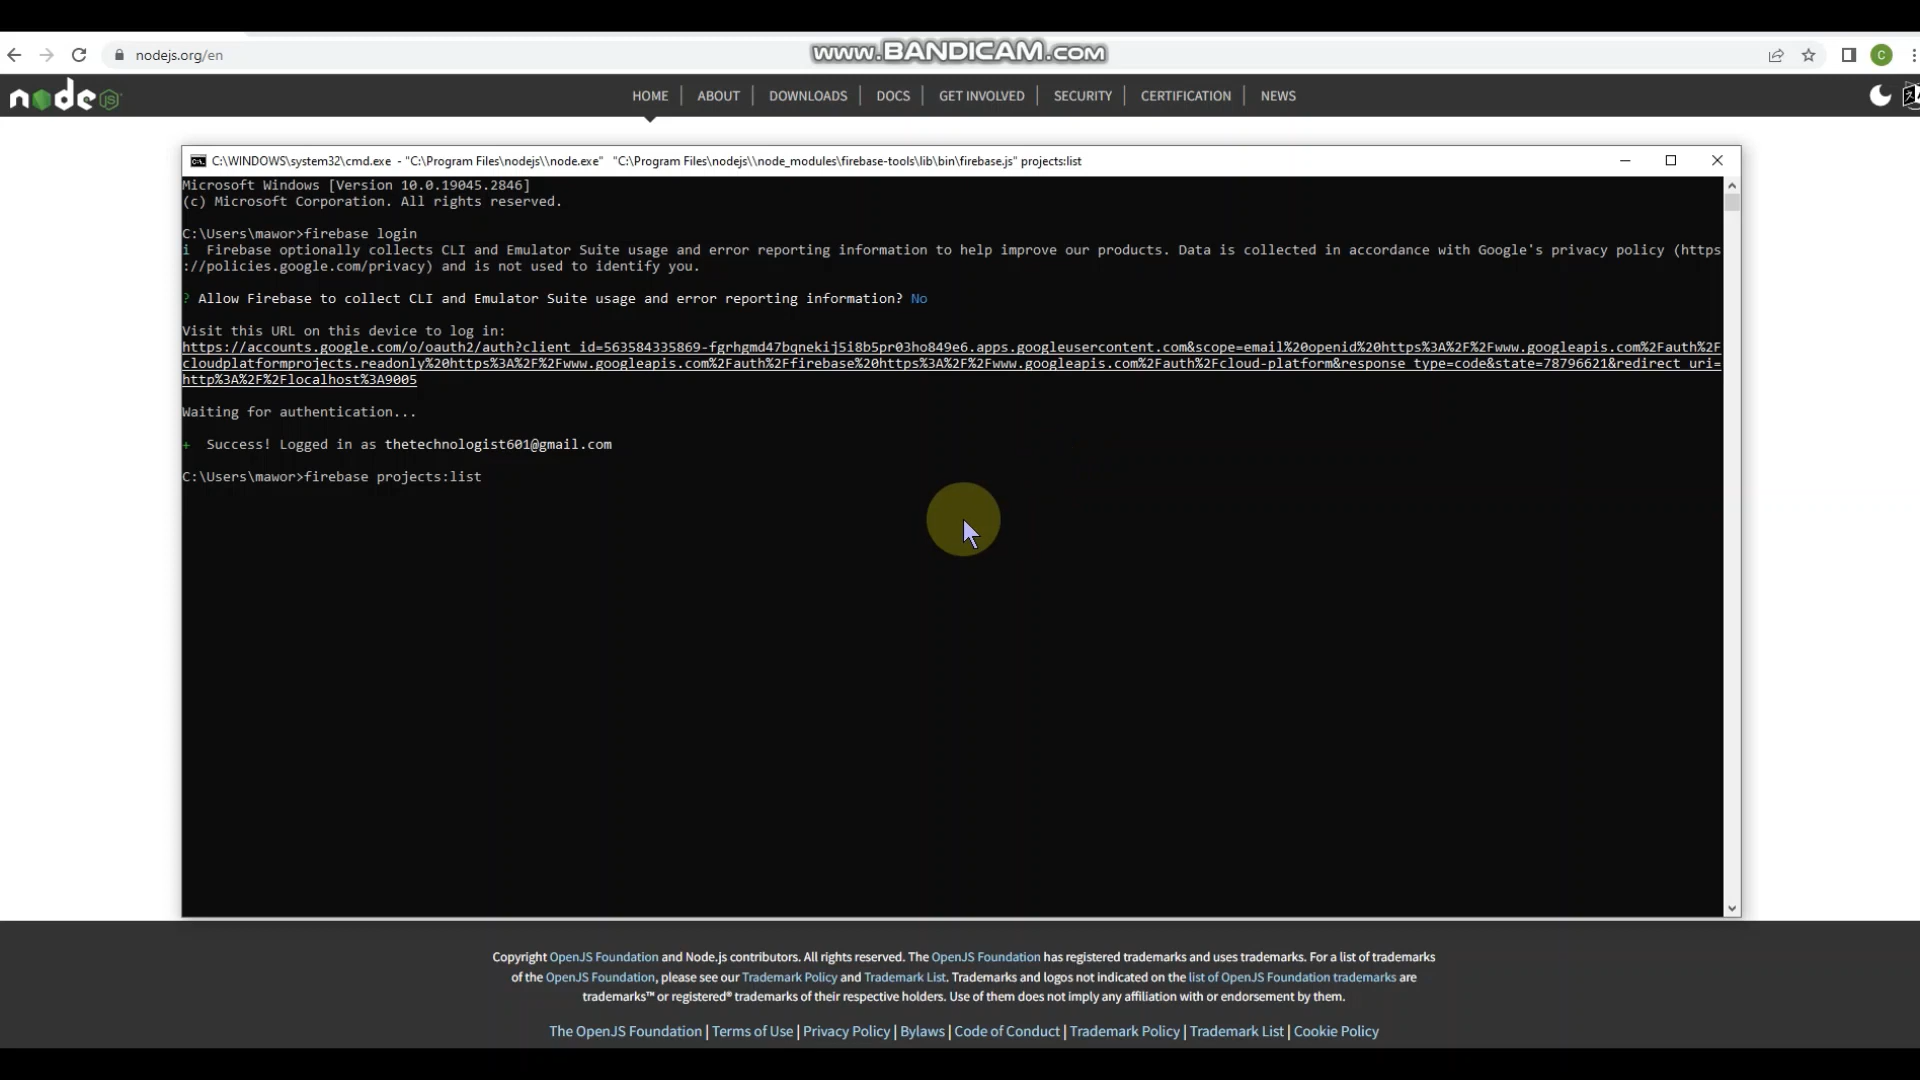 www.BANDICAM.com
nodejs.org/en
C
node
JS
HOME | ABOUT | DOWNLOADS | DOCS | GET INVOLVED | SECURITY | CERTIFICATION | NEWS
C:\WINDOWS\system32\cmd.exe - "C:\Program Files\nodejs\\node.exe" "C:\Program Files\nodejs\\node_modules\firebase-tools\lib\bin\firebase.js" projects:list
Microsoft Windows [Version 10.0.19045.2846]
(c) Microsoft Corporation. All rights reserved.
C:\Users\mawor>firebase login
i  Firebase optionally collects CLI and Emulator Suite usage and error reporting information to help improve our products. Data is collected in accordance with Google's privacy policy (https
://policies.google.com/privacy) and is not used to identify you.
? Allow Firebase to collect CLI and Emulator Suite usage and error reporting information? No
Visit this URL on this device to log in:
https://accounts.google.com/o/oauth2/auth?client_id=563584335869-fgrhgmd47bqnekij5i8b5pr03ho849e6.apps.googleusercontent.com&scope=email%20openid%20https%3A%2F%2Fwww.googleapis.com%2Fauth%2F
cloudplatformprojects.readonly%20https%3A%2F%2Fwww.googleapis.com%2Fauth%2Ffirebase%20https%3A%2F%2Fwww.googleapis.com%2Fauth%2Fcloud-platform&response_type=code&state=78796621&redirect_uri=
http%3A%2F%2Flocalhost%3A9005
Waiting for authentication...
+  Success! Logged in as thetechnologist601@gmail.com
C:\Users\mawor>firebase projects:list
Copyright OpenJS Foundation and Node.js contributors. All rights reserved. The OpenJS Foundation has registered trademarks and uses trademarks. For a list of trademarks
of the OpenJS Foundation, please see our Trademark Policy and Trademark List. Trademarks and logos not indicated on the list of OpenJS Foundation trademarks are
trademarks™ or registered® trademarks of their respective holders. Use of them does not imply any affiliation with or endorsement by them.
The OpenJS Foundation | Terms of Use | Privacy Policy | Bylaws | Code of Conduct | Trademark Policy | Trademark List | Cookie Policy